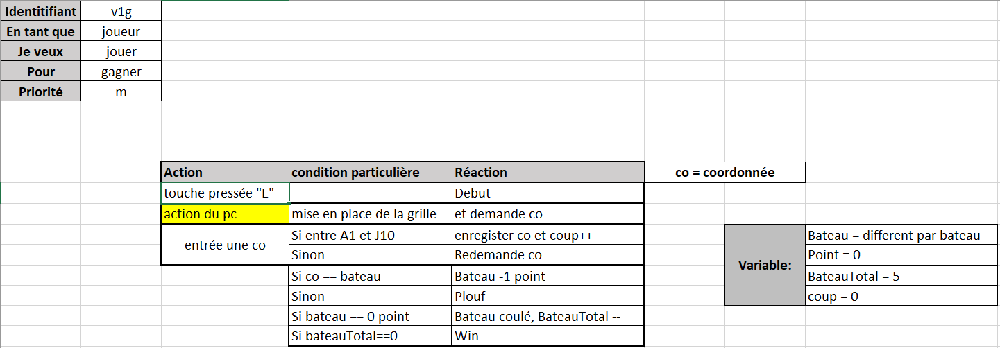 Identitifiant v1g
En tant que joueur
Je veux jouer
Pour gagner
Priorité m
Action condition particulière Réaction co = coordonnée
touche pressée "E" Debut
action du pc mise en place de la grille et demande co
entrée une co
Si entre A1 et J10 enregister co et coup++
Sinon Redemande co
Si co == bateau Bateau -1 point
Sinon Plouf
Si bateau == 0 point Bateau coulé, BateauTotal --
Si bateauTotal==0 Win
Variable:
Bateau = different par bateau
Point = 0
BateauTotal = 5
coup = 0